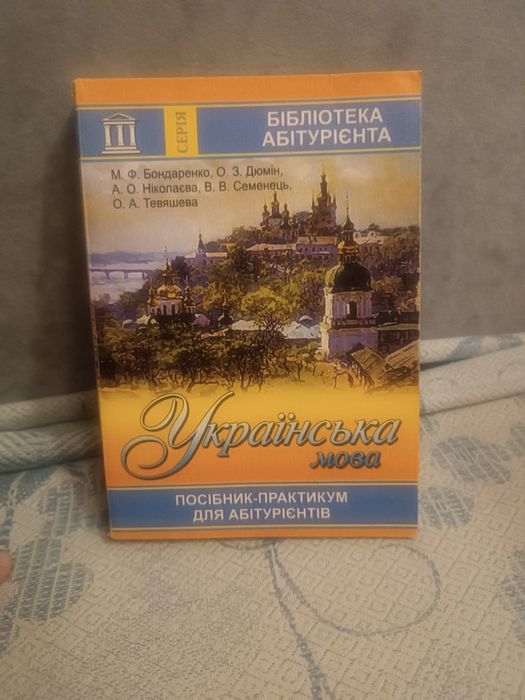 СЕРІЯ
БІБЛІОТЕКА
АБІТУРІЄНТА
М. Ф. Бондаренко, О. З. Дюмін,
А. О. Ніколаєва, В. В. Семенець,
О. А. Тевяшева
Українська
мова
ПОСІБНИК-ПРАКТИКУМ
ДЛЯ АБІТУРІЄНТІВ